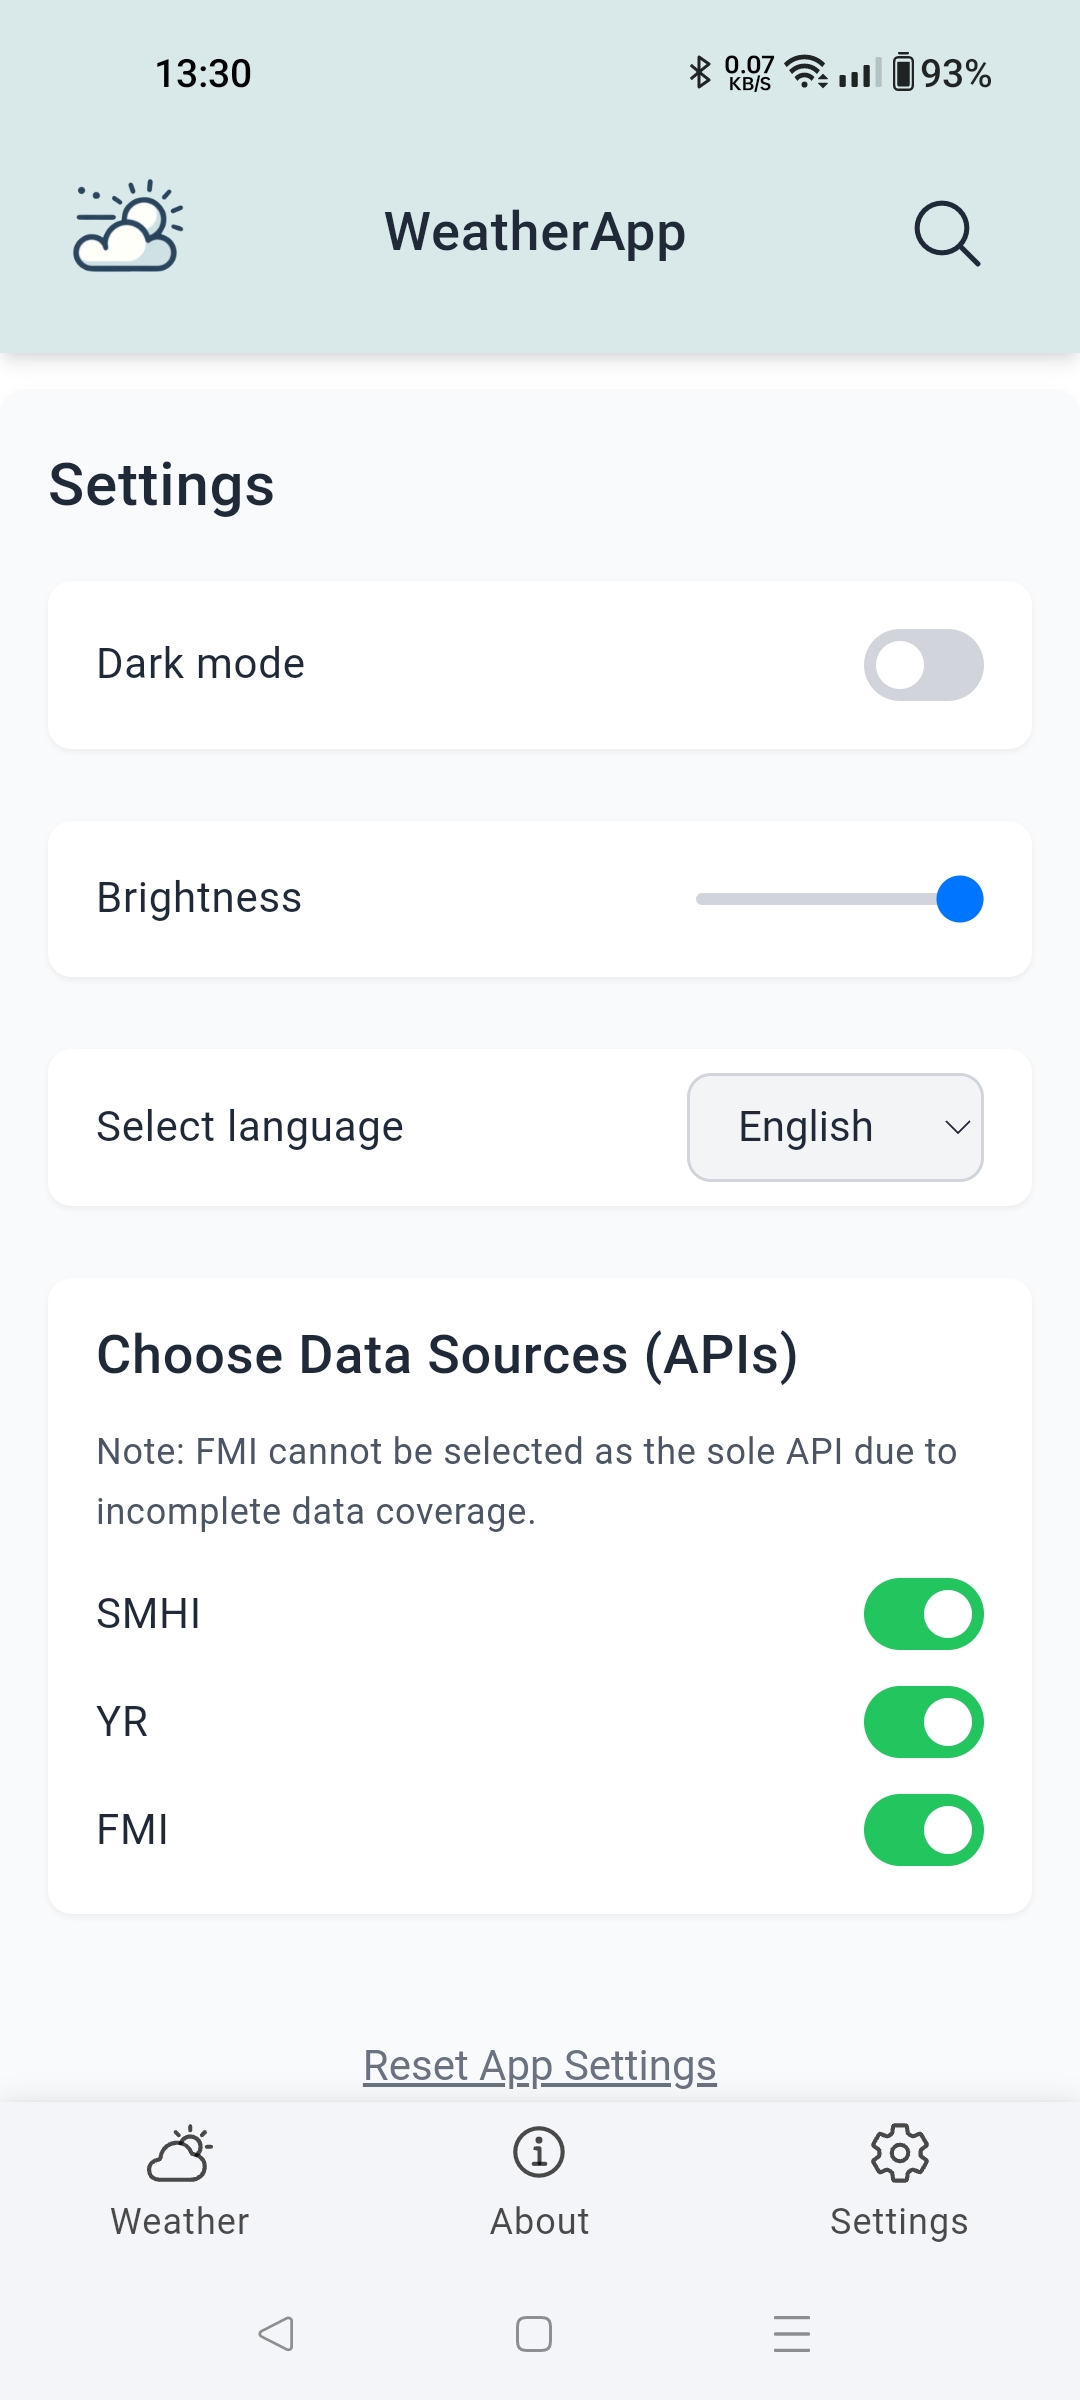 13:30
0.07
KB/S
93%
WeatherApp
Settings
Dark mode
Brightness
Select language
English
Choose Data Sources (APIs)
Note: FMI cannot be selected as the sole API due to
incomplete data coverage.
SMHI
YR
FMI
Reset App Settings
Weather
About
Settings